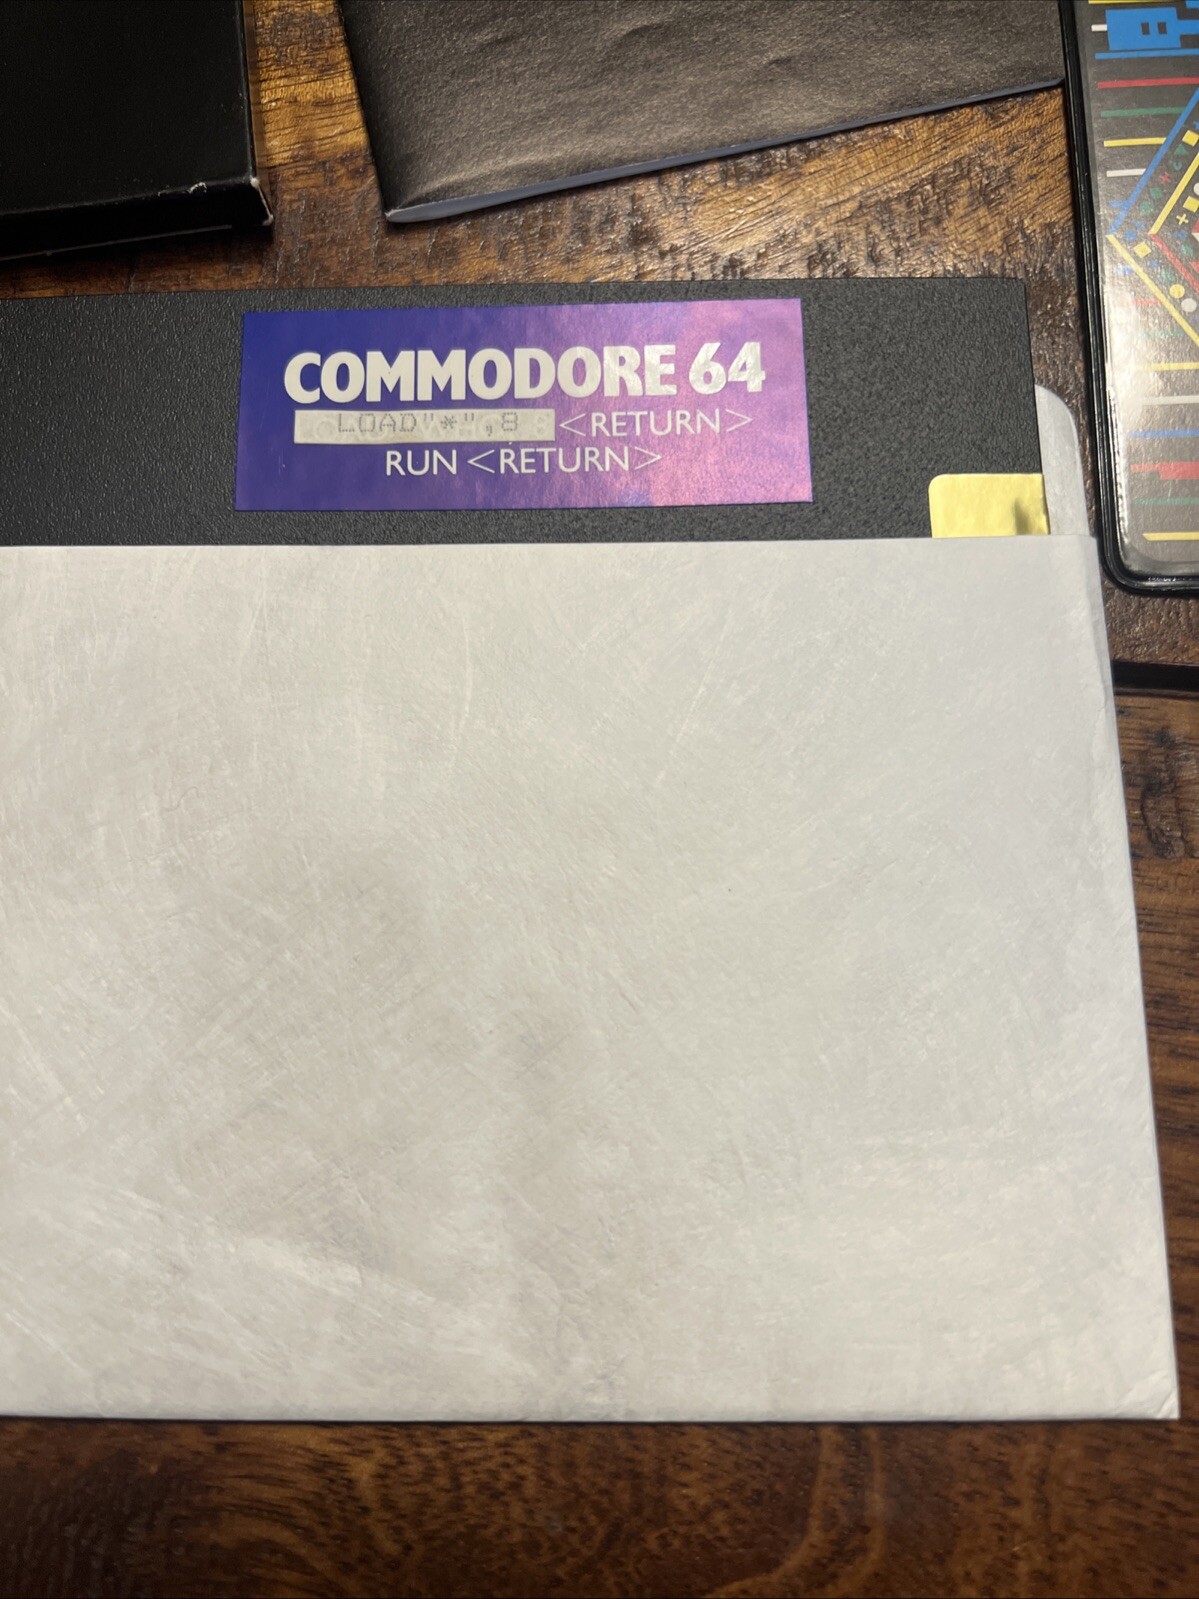 COMMODORE 64
LOAD"*",8 <RETURN>
RUN <RETURN>